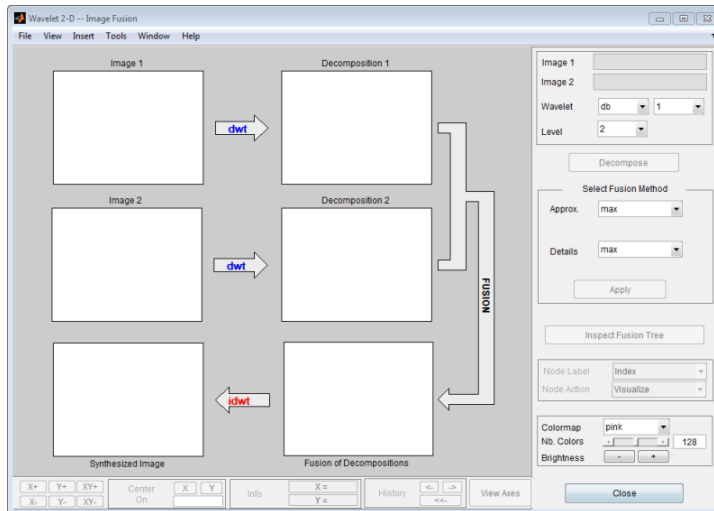 Wavelet 2-D -- Image Fusion
File View Insert Tools Window Help
Image 1
Decomposition 1
dwt
Image 2
Decomposition 2
dwt
FUSION
idwt
Synthesized Image
Fusion of Decompositions
Image 1
Image 2
Wavelet db 1
Level 2
Decompose
Select Fusion Method
Approx. max
Details max
Apply
Inspect Fusion Tree
Node Label Index
Node Action Visualize
Colormap pink
Nb. Colors 128
Brightness - +
Close
X+ Y+ XY+
X- Y- XY-
Center
On
X Y
Info
X =
Y =
History
<- ->
<<-
View Axes